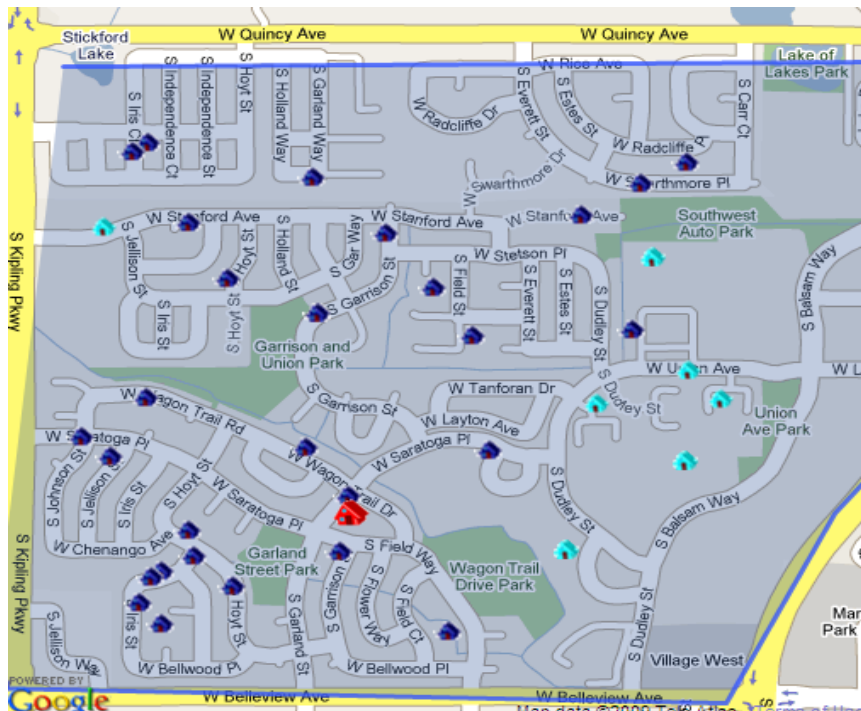 Stickford
Lake
W Quincy Ave
W Quincy Ave
Lake of
Lakes Park
W Rice Ave
S Iris Ct
S Independence Ct
S Independence St
S Hoyt St
S Holland Way
S Garland Way
W Radcliffe Dr
S Everett St
S Estes St
S Carr Ct
W Radcliffe Pl
W Swarthmore Dr
Pl
W Stanford Ave
W Stanford Ave
W Stanf
Ave
Southwest
Auto Park
S Kipling Pkwy
S Jellison St
S Iris St
Hoyt St
S Hoyt St
S Holland St
S Gar Way
S Garrison St
W Stetson Pl
S Field St
S Everett St
S Estes St
S Dudley St
S Balsam Way
Garrison and
Union Park
W U
Ave
W
S Dudley St
W Tanforan Dr
S Garrison St
W Layton Ave
Union
Ave Park
W
agon Trail Rd
W S
atoga Pl
W Saratoga Pl
W Wagon Trail Dr
S Johnson St
S Jellison
S Iris St
S Hoyt St
W Saratoga Pl
S Dudley St
S Balsam Way
W Chenango Ave
Garland
Street Park
S Field Way
Wagon Trail
Drive Park
S Kipling Pkwy
S Garrison
S Flower Way
S Field Ct
Iris St
Hoyt St
S Garland St
S Dudley St
S Jellison Way
W Bellwood Pl
W Bellwood Pl
Village West
Mar
Park
POWERED BY
Google
W Belleview Ave
W Belleview Ave
S